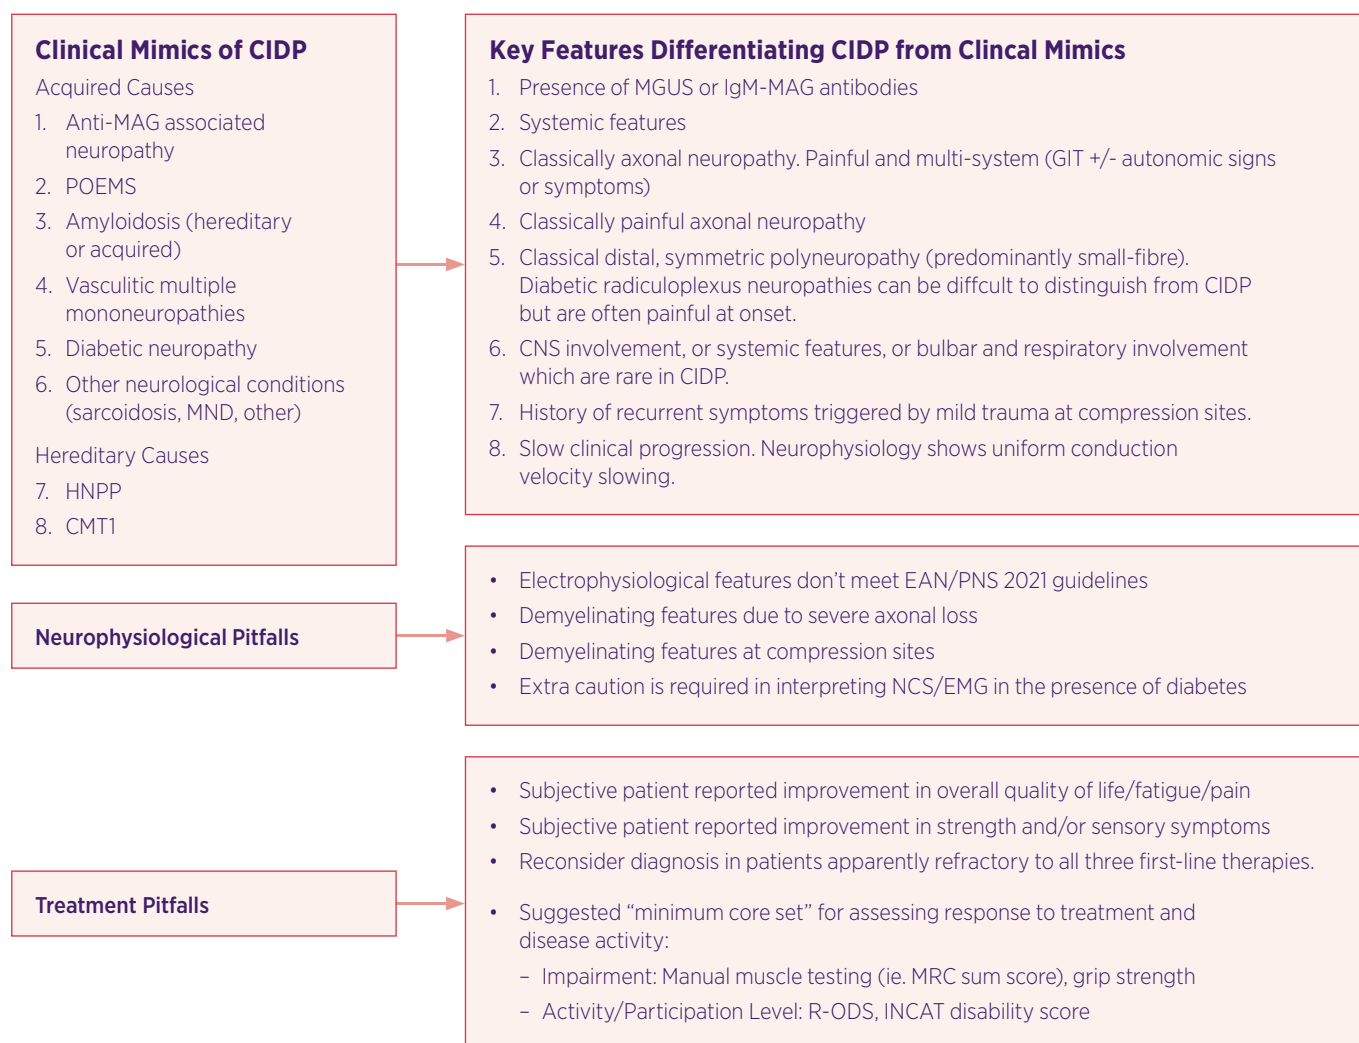 Clinical Mimics of CIDP
Acquired Causes
1. Anti-MAG associated
neuropathy
2. POEMS
3. Amyloidosis (hereditary
or acquired)
4. Vasculitic multiple
mononeuropathies
5. Diabetic neuropathy
6. Other neurological conditions
(sarcoidosis, MND, other)
Hereditary Causes
7. HNPP
8. CMT1
Key Features Differentiating CIDP from Clincal Mimics
1. Presence of MGUS or IgM-MAG antibodies
2. Systemic features
3. Classically axonal neuropathy. Painful and multi-system (GIT +/- autonomic signs
or symptoms)
4. Classically painful axonal neuropathy
5. Classical distal, symmetric polyneuropathy (predominantly small-fibre).
Diabetic radiculoplexus neuropathies can be diffcult to distinguish from CIDP
but are often painful at onset.
6. CNS involvement, or systemic features, or bulbar and respiratory involvement
which are rare in CIDP.
7. History of recurrent symptoms triggered by mild trauma at compression sites.
8. Slow clinical progression. Neurophysiology shows uniform conduction
velocity slowing.
Neurophysiological Pitfalls
• Electrophysiological features don't meet EAN/PNS 2021 guidelines
• Demyelinating features due to severe axonal loss
• Demyelinating features at compression sites
• Extra caution is required in interpreting NCS/EMG in the presence of diabetes
Treatment Pitfalls
• Subjective patient reported improvement in overall quality of life/fatigue/pain
• Subjective patient reported improvement in strength and/or sensory symptoms
• Reconsider diagnosis in patients apparently refractory to all three first-line therapies.
• Suggested “minimum core set” for assessing response to treatment and
disease activity:
– Impairment: Manual muscle testing (ie. MRC sum score), grip strength
– Activity/Participation Level: R-ODS, INCAT disability score